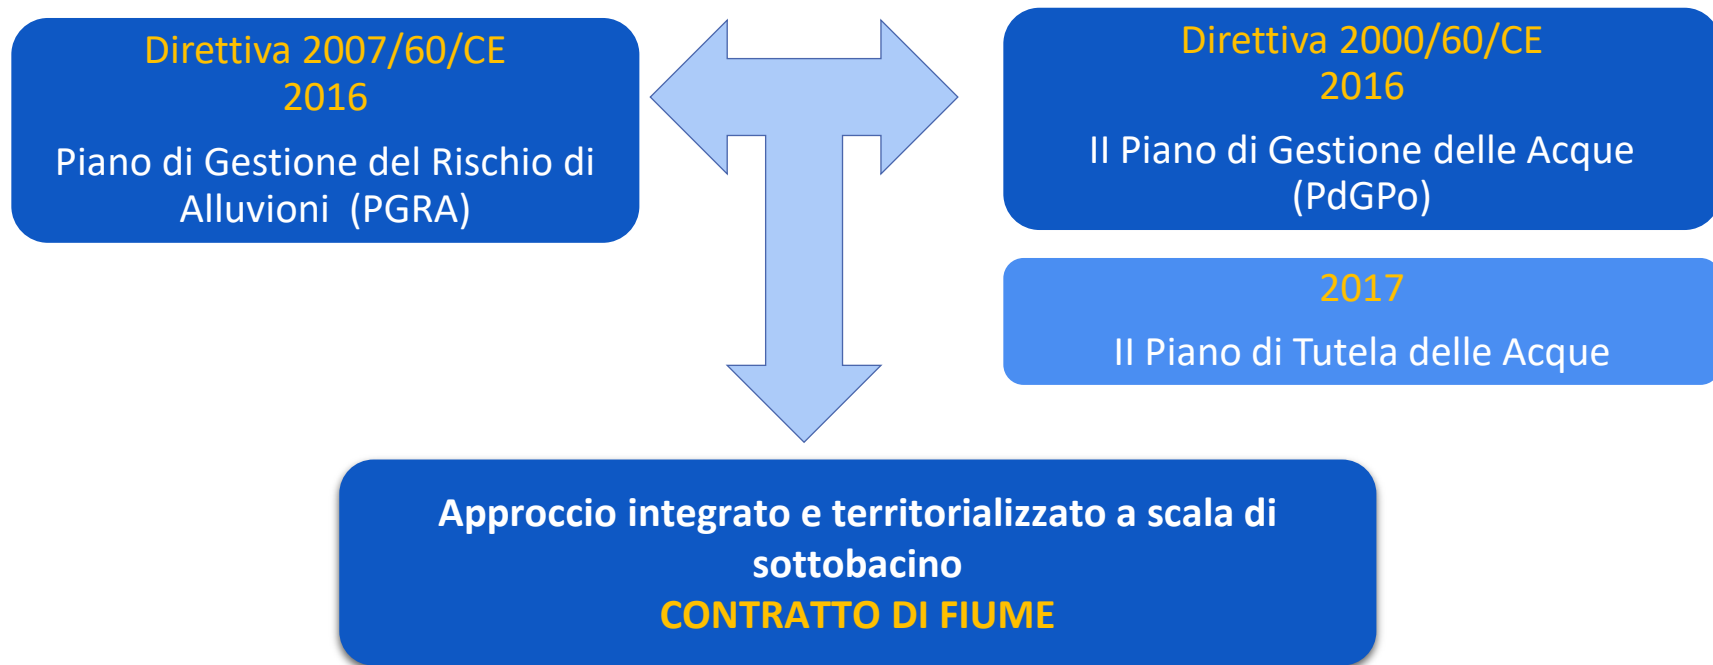 Direttiva 2007/60/CE
2016
Piano di Gestione del Rischio di
Alluvioni (PGRA)
Direttiva 2000/60/CE
2016
II Piano di Gestione delle Acque
(PdGPo)
2017
II Piano di Tutela delle Acque
Approccio integrato e territorializzato a scala di
sottobacino
CONTRATTO DI FIUME